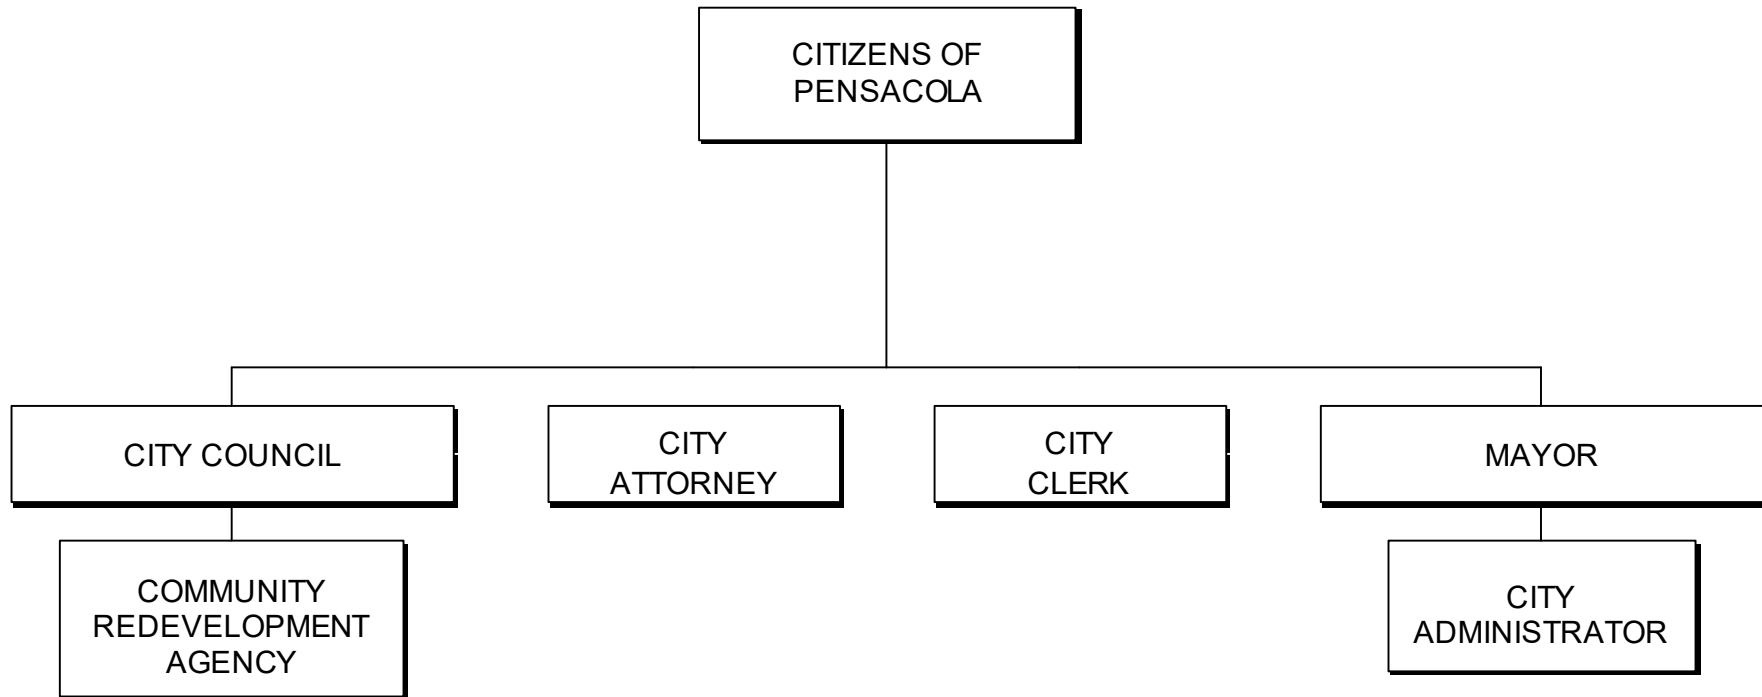 CITIZENS OF
PENSACOLA
CITY COUNCIL
CITY
ATTORNEY
CITY
CLERK
MAYOR
COMMUNITY
REDEVELOPMENT
AGENCY
CITY
ADMINISTRATOR